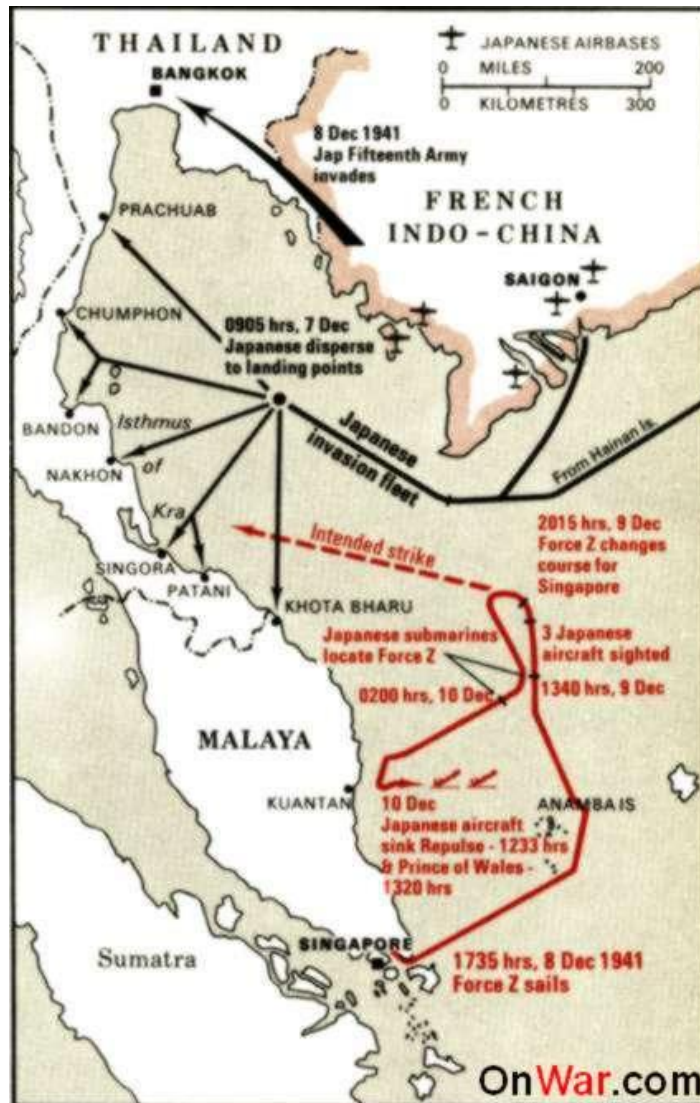 THAILAND
BANGKOK
JAPANESE AIRBASES
0 MILES 200
0 KILOMETRES 300
8 Dec 1941
Jap Fifteenth Army
invades
FRENCH
INDO-CHINA
SAIGON
PRACHUAB
CHUMPHON
0905 hrs, 7 Dec
Japanese disperse
to landing points
BANDON
Isthmus
of
Kra
NAKHON
Japanese
invasion fleet
From Hainan Is.
SINGORA
PATANI
KHOTA BHARU
Intended strike
2015 hrs, 9 Dec
Force Z changes
course for
Singapore
Japanese submarines
locate Force Z
3 Japanese
aircraft sighted
0200 hrs, 10 Dec
1340 hrs, 9 Dec
MALAYA
KUANTAN
10 Dec
Japanese aircraft
sink Repulse - 1233 hrs
& Prince of Wales -
1320 hrs
ANAMBA IS
SINGAPORE
Sumatra
1735 hrs, 8 Dec 1941
Force Z sails
OnWar.com